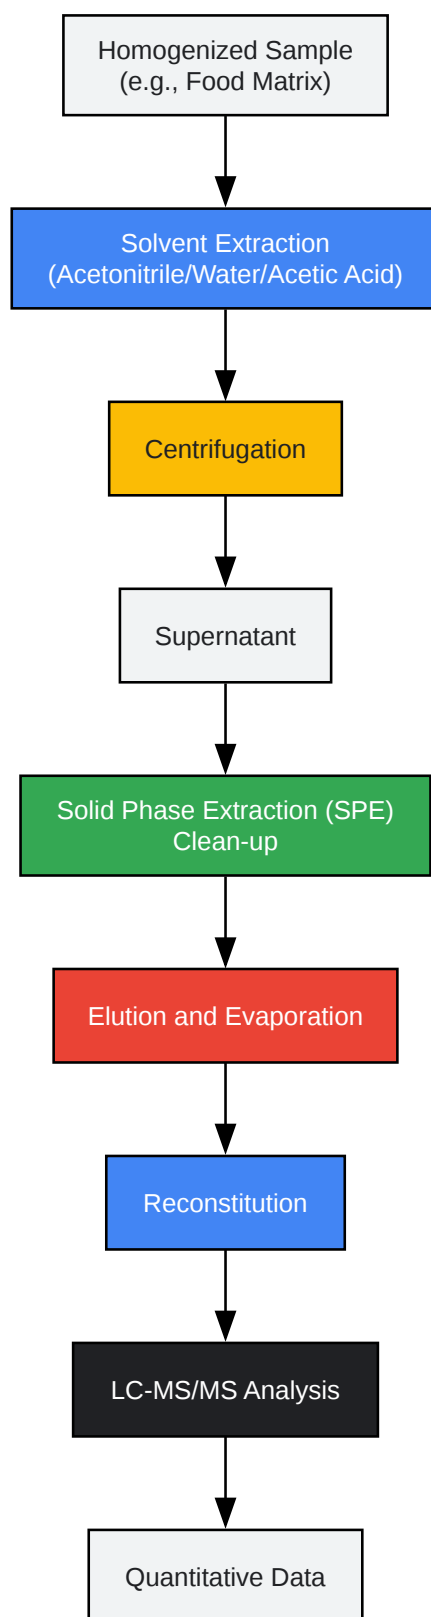 Homogenized Sample
(e.g., Food Matrix)
Solvent Extraction
(Acetonitrile/Water/Acetic Acid)
Centrifugation
Supernatant
Solid Phase Extraction (SPE)
Clean-up
Elution and Evaporation
Reconstitution
LC-MS/MS Analysis
Quantitative Data